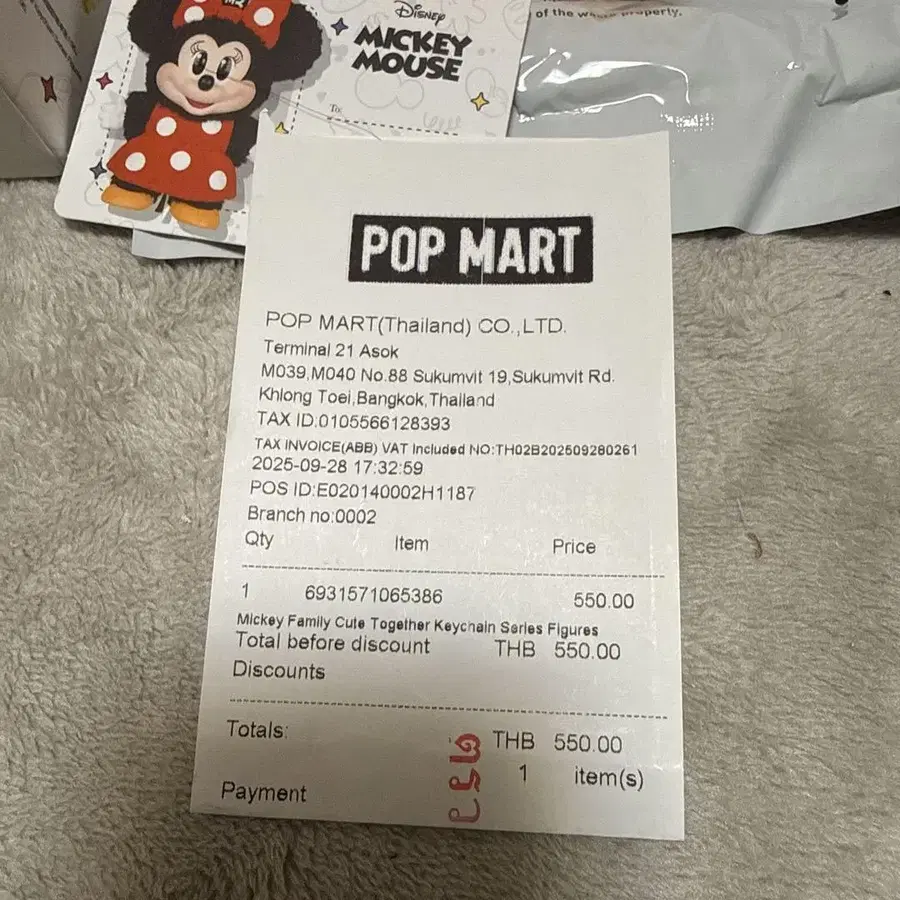 Disney
MICKEY
MOUSE
To:
of the whole property.
POP MART
POP MART(Thailand) CO.,LTD.
Terminal 21 Asok
M039,M040 No.88 Sukumvit 19,Sukumvit Rd.
Khlong Toei,Bangkok,Thailand
TAX ID:0105566128393
TAX INVOICE(ABB) VAT Included NO:TH02B202509280261
2025-09-28 17:32:59
POS ID:E020140002H1187
Branch no:0002
Qty Item Price
1 6931571065386 550.00
Mickey Family Cute Together Keychain Series Figures
Total before discount THB 550.00
Discounts
Totals: THB 550.00
1 item(s)
Payment